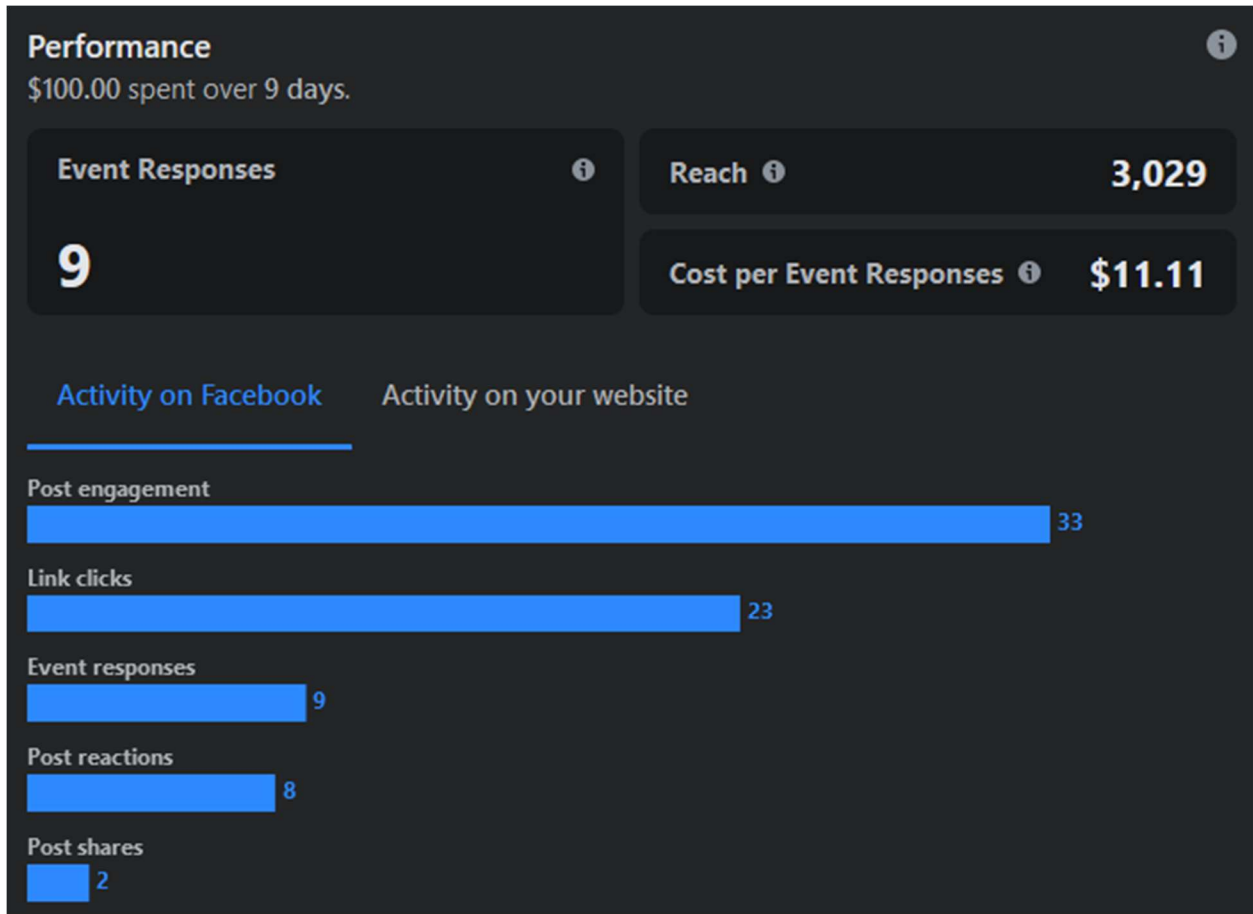 Performance
$100.00 spent over 9 days.
Event Responses
9
Reach 3,029
Cost per Event Responses $11.11
Activity on Facebook Activity on your website
Post engagement
33
Link clicks
23
Event responses
9
Post reactions
8
Post shares
2